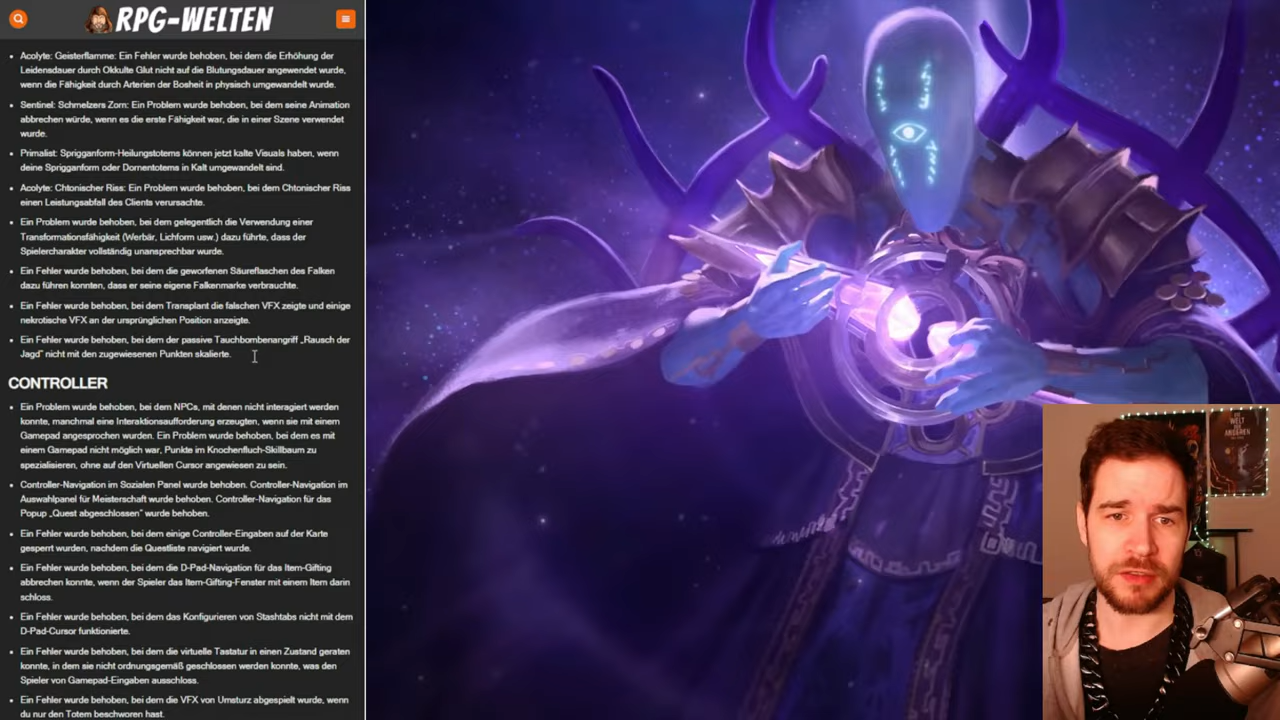 RPG-WELTEN
Acolyte: Geisterflamme: Ein Fehler wurde behoben, bei dem die Erhöhung der
Leidensdauer durch Okkulte Glut nicht auf die Blutungsdauer angewendet wurde,
wenn die Fähigkeit durch Arterien der Bosheit in physisch umgewandelt wurde.
Sentinel: Schmelzers Zorn: Ein Problem wurde behoben, bei dem seine Animation
abbrechen würde, wenn es die erste Fähigkeit war, die in einer Szene verwendet
wurde.
Primalist: Sprigganform-Heilungstotems können jetzt kalte Visuals haben, wenn
deine Sprigganform oder Dornentotems in Kalt umgewandelt sind.
Acolyte: Chtonischer Riss: Ein Problem wurde behoben, bei dem Chtonischer Riss
einen Leistungsabfall des Clients verursachte.
Ein Problem wurde behoben, bei dem gelegentlich die Verwendung einer
Transformationsfähigkeit (Werbär, Lichform usw.) dazu führte, dass der
Spielercharakter vollständig unansprechbar wurde.
Ein Fehler wurde behoben, bei dem die geworfenen Säureflaschen des Falken
dazu führen konnten, dass er seine eigene Falkenmarke verbrauchte.
Ein Fehler wurde behoben, bei dem Transplant die falschen VFX zeigte und einige
nekrotische VFX an der ursprünglichen Position anzeigte.
Ein Fehler wurde behoben, bei dem der passive Tauchbombenangriff „Rausch der
Jagd" nicht mit den zugewiesenen Punkten skalierte.
CONTROLLER
Ein Problem wurde behoben, bei dem NPCs, mit denen nicht interagiert werden
konnte, manchmal eine Interaktionsaufforderung erzeugten, wenn sie mit einem
Gamepad angesprochen wurden. Ein Problem wurde behoben, bei dem es mit
einem Gamepad nicht möglich war, Punkte im Knochenfluch-Skillbaum zu
spezialisieren, ohne auf den Virtuellen Cursor angewiesen zu sein.
Controller-Navigation im Sozialen Panel wurde behoben. Controller-Navigation im
Auswahlpanel für Meisterschaft wurde behoben. Controller-Navigation für das
Popup „Quest abgeschlossen" wurde behoben.
Ein Fehler wurde behoben, bei dem einige Controller-Eingaben auf der Karte
gesperrt wurden, nachdem die Questliste navigiert wurde.
Ein Fehler wurde behoben, bei dem die D-Pad-Navigation für das Item-Gifting
abbrechen konnte, wenn der Spieler das Item-Gifting-Fenster mit einem Item darin
schloss.
Ein Fehler wurde behoben, bei dem das Konfigurieren von Stashtabs nicht mit dem
D-Pad-Cursor funktionierte.
Ein Fehler wurde behoben, bei dem die virtuelle Tastatur in einen Zustand geraten
konnte, in dem sie nicht ordnungsgemäß geschlossen werden konnte, was den
Spieler von Gamepad-Eingaben ausschloss.
Ein Fehler wurde behoben, bei dem die VFX von Umsturz abgespielt wurde, wenn
du nur den Totem beschworen hast.
DIE
WELT
DER
ANDEREN